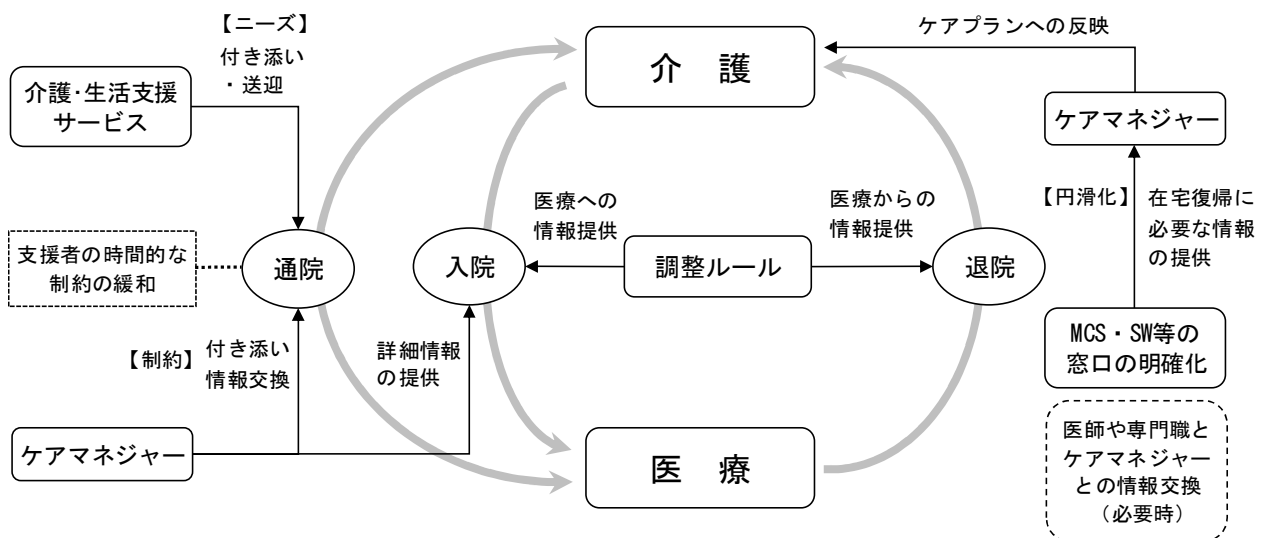 【ニーズ】
付き添い
・送迎
介護・生活支援
サービス
介 護
ケアプランへの反映
ケアマネジャー
医療への
情報提供
医療からの
情報提供
【円滑化】
在宅復帰に
必要な情報
の提供
支援者の時間的な
制約の緩和
通院
入院
調整ルール
退院
【制約】
付き添い
情報交換
詳細情報
の提供
MCS・SW等の
窓口の明確化
ケアマネジャー
医 療
医師や専門職と
ケアマネジャー
との情報交換
（必要時）